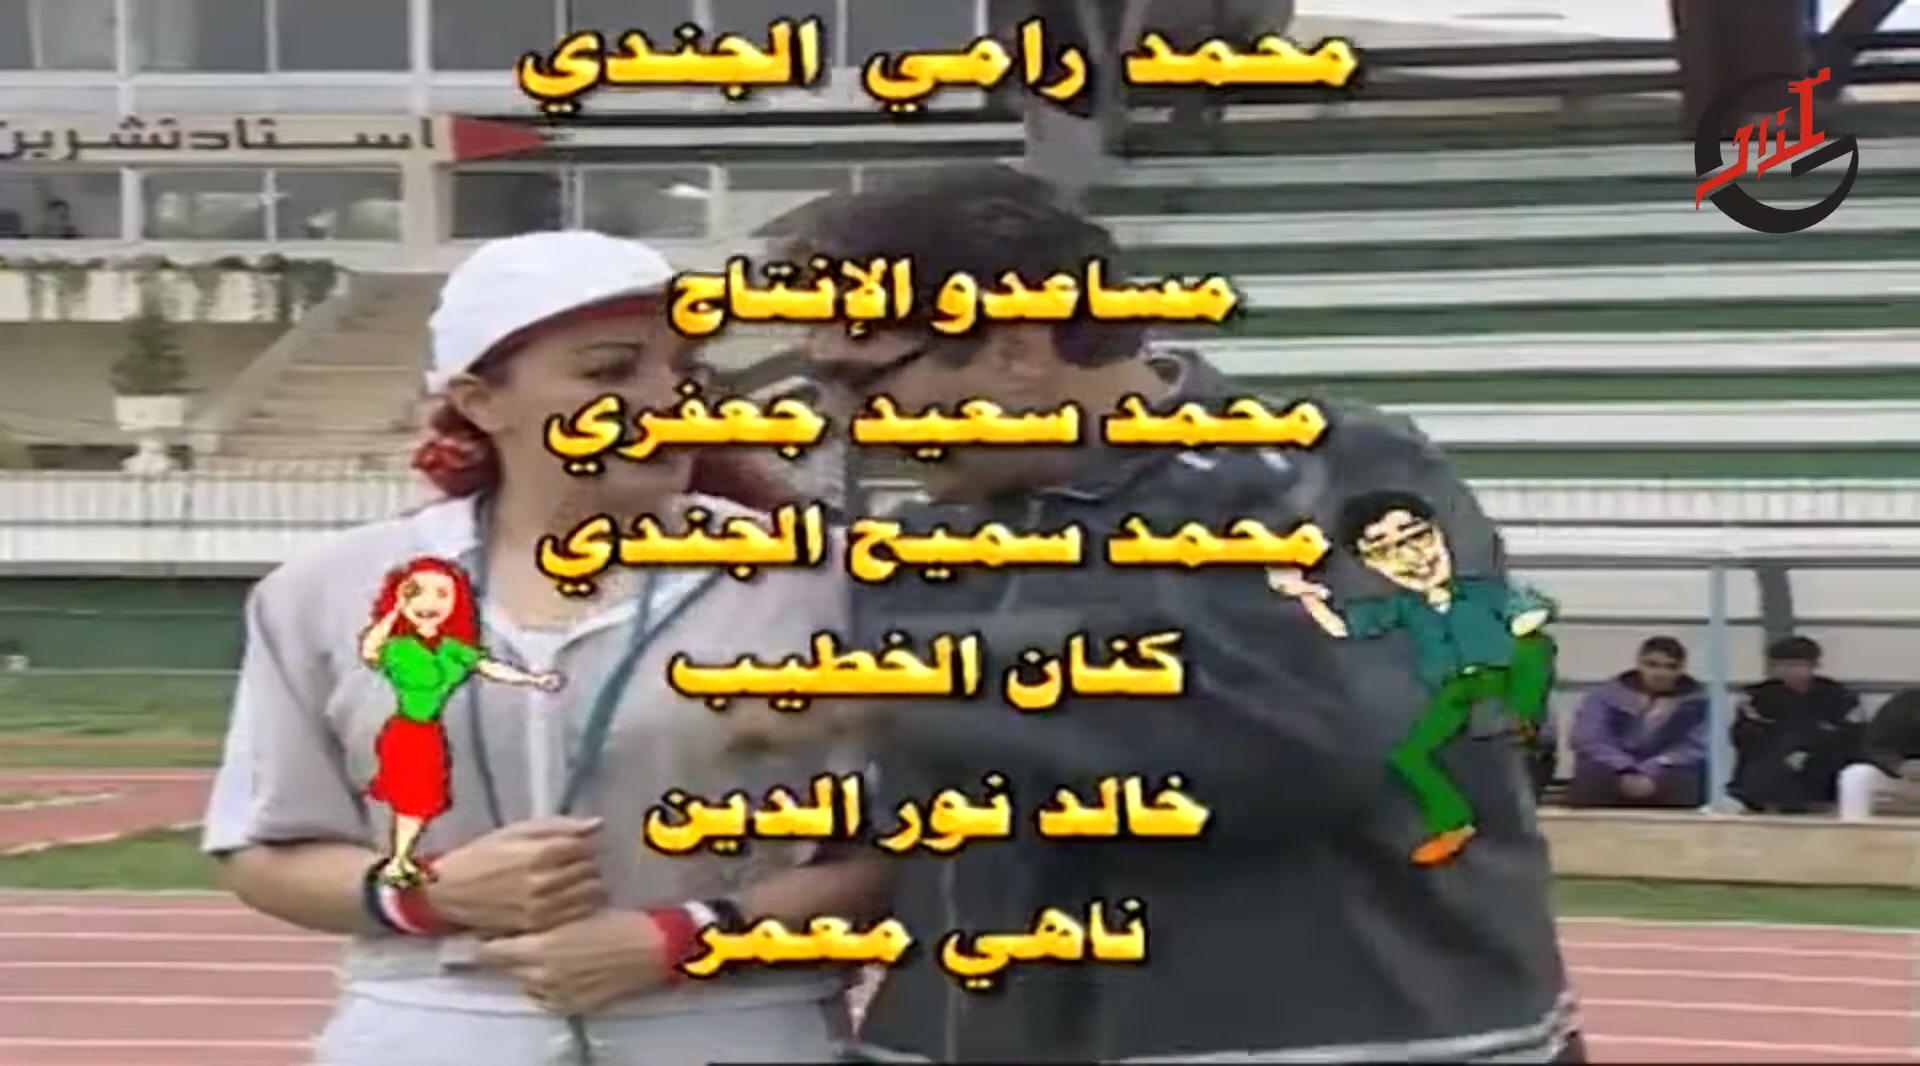 محمد رامي الجندي
استاد تشرين
مساعدو الإنتاج
محمد سعيد جعفري
محمد سميح الجندي
كنان الخطيب
خالد نور الدين
ناهي معمر